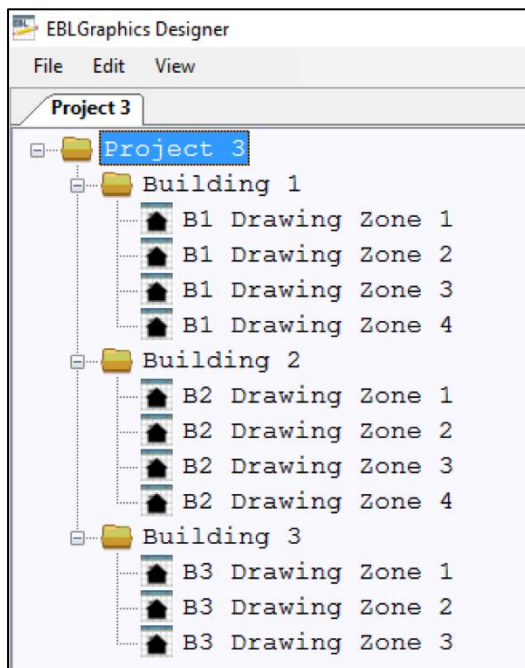 EBLGraphics Designer
File Edit View
Project 3
Project 3
Building 1
B1 Drawing Zone 1
B1 Drawing Zone 2
B1 Drawing Zone 3
B1 Drawing Zone 4
Building 2
B2 Drawing Zone 1
B2 Drawing Zone 2
B2 Drawing Zone 3
B2 Drawing Zone 4
Building 3
B3 Drawing Zone 1
B3 Drawing Zone 2
B3 Drawing Zone 3